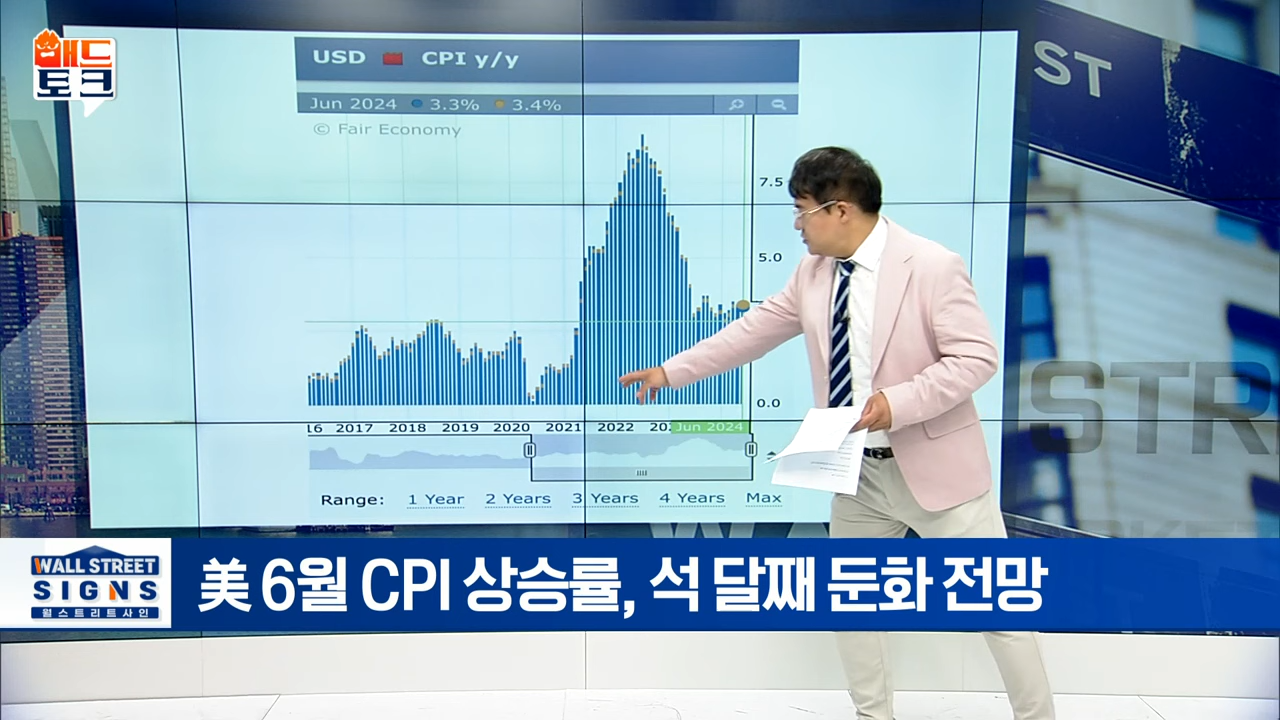 빠드
토크
USD CPI y/y
Jun 2024 3.3% 3.4%
© Fair Economy
7.5
5.0
0.0
16 2017 2018 2019 2020 2021 2022 202 Jun 2024
Range: 1 Year 2 Years 3 Years 4 Years Max
ST
STR
WALL STREET
SIGNS
월스트리트사인
美 6월 CPI 상승률, 석 달째 둔화 전망